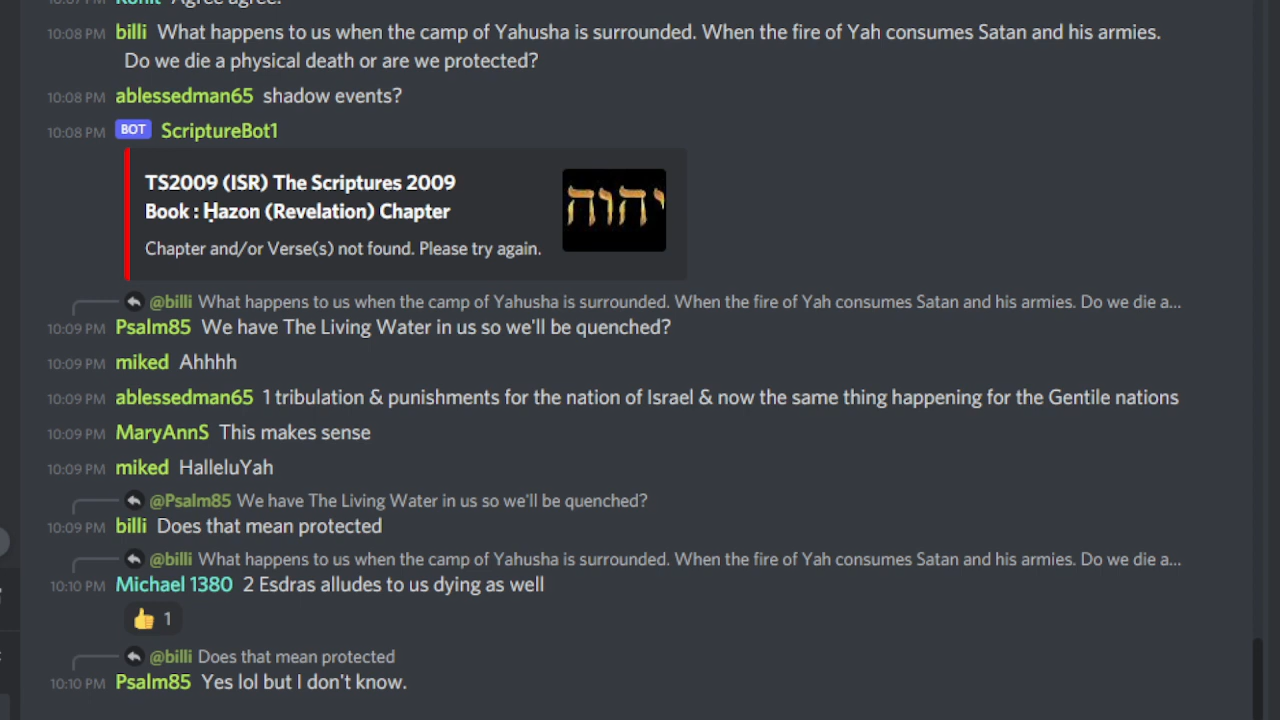 10:07 PM Rohit Agree agree.
10:08 PM billi What happens to us when the camp of Yahusha is surrounded. When the fire of Yah consumes Satan and his armies.
Do we die a physical death or are we protected?
10:08 PM ablessedman65 shadow events?
10:08 PM BOT ScriptureBot1
TS2009 (ISR) The Scriptures 2009
Book : Ḥazon (Revelation) Chapter
Chapter and/or Verse(s) not found. Please try again.
יהוה
@billi What happens to us when the camp of Yahusha is surrounded. When the fire of Yah consumes Satan and his armies. Do we die a...
10:09 PM Psalm85 We have The Living Water in us so we'll be quenched?
10:09 PM miked Ahhhh
10:09 PM ablessedman65 1 tribulation & punishments for the nation of Israel & now the same thing happening for the Gentile nations
10:09 PM MaryAnnS This makes sense
10:09 PM miked HalleluYah
@Psalm85 We have The Living Water in us so we'll be quenched?
10:09 PM billi Does that mean protected
@billi What happens to us when the camp of Yahusha is surrounded. When the fire of Yah consumes Satan and his armies. Do we die a...
10:10 PM Michael 1380 2 Esdras alludes to us dying as well
👍 1
@billi Does that mean protected
10:10 PM Psalm85 Yes lol but I don't know.